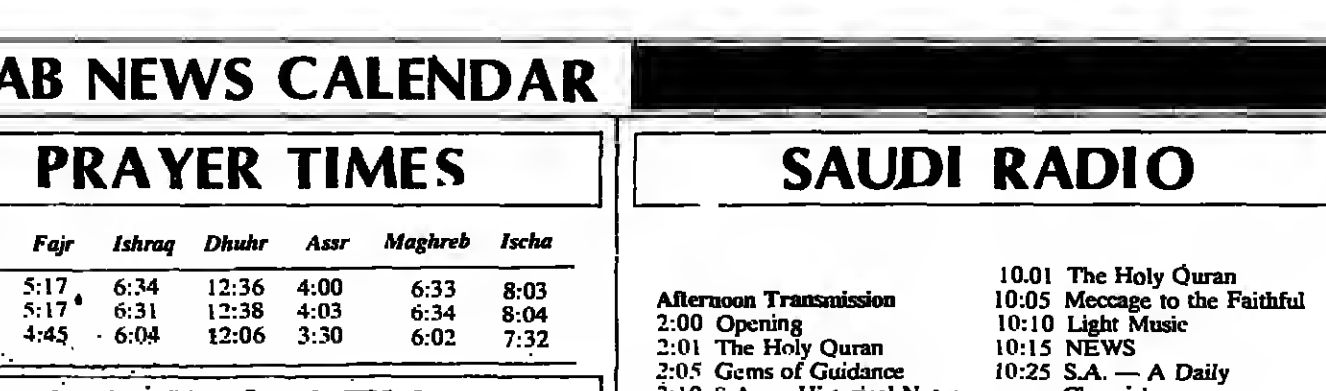 AB NEWS CALENDAR
PRAYER TIMES
Fajr Ishraq Dhuhr Assr Maghreb Ischa
5:17 6:34 12:36 4:00 6:33 8:03
5:17 6:31 12:38 4:03 6:34 8:04
4:45 6:04 12:06 3:30 6:02 7:32
SAUDI RADIO
Afternoon Transmission
2:00 Opening
2:01 The Holy Quran
2:05 Gems of Guidance
10.01 The Holy Quran
10:05 Meccage to the Faithful
10:10 Light Music
10:15 NEWS
10:25 S.A. — A Daily